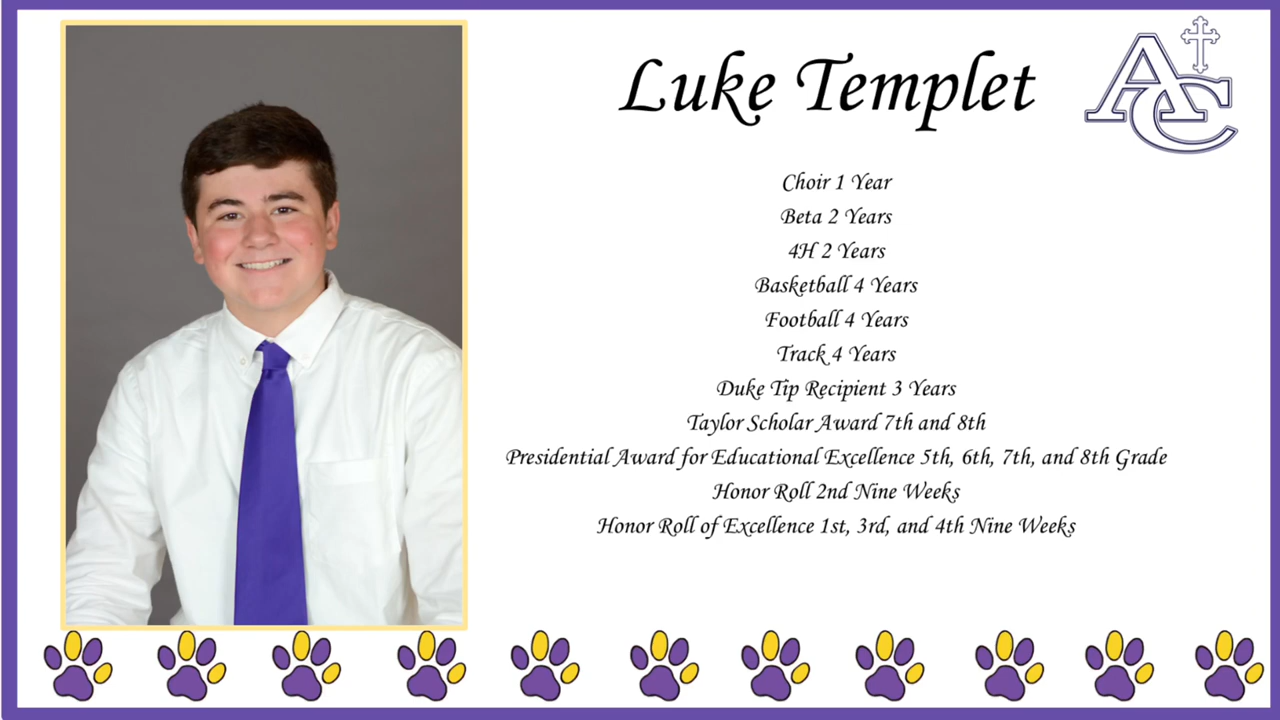 Luke Templet
AC
Choir 1 Year
Beta 2 Years
4H 2 Years
Basketball 4 Years
Football 4 Years
Track 4 Years
Duke Tip Recipient 3 Years
Taylor Scholar Award 7th and 8th
Presidential Award for Educational Excellence 5th, 6th, 7th, and 8th Grade
Honor Roll 2nd Nine Weeks
Honor Roll of Excellence 1st, 3rd, and 4th Nine Weeks